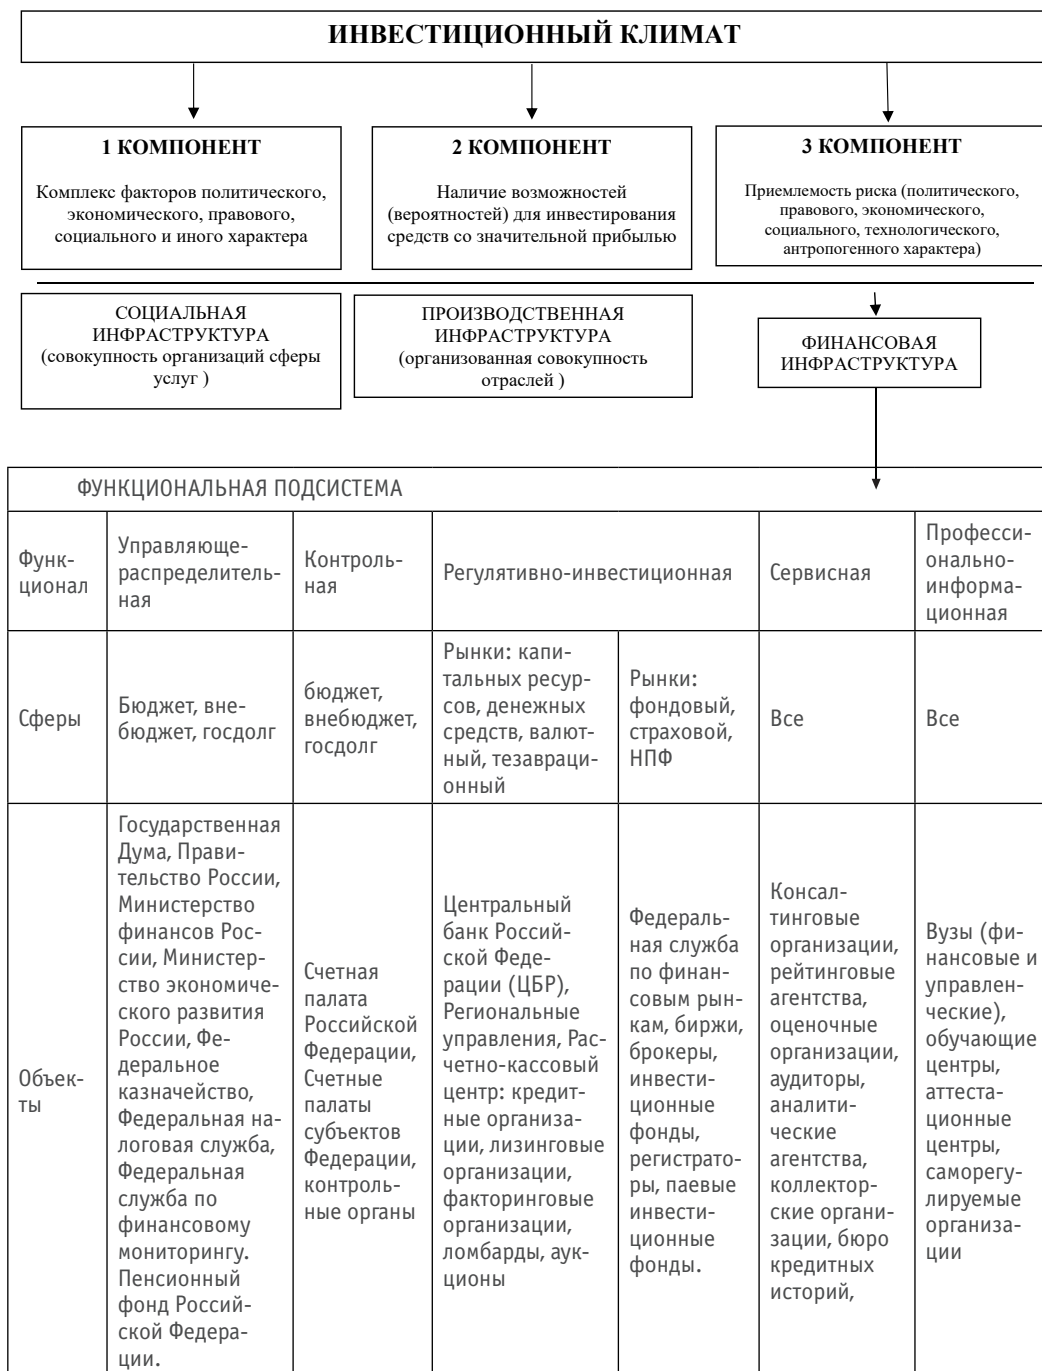 ИНВЕСТИЦИОННЫЙ КЛИМАТ
1 КОМПОНЕНТ
Комплекс факторов политического,
экономического, правового,
социального и иного характера
2 КОМПОНЕНТ
Наличие возможностей
(вероятностей) для инвестирования
средств со значительной прибылью
3 КОМПОНЕНТ
Приемлемость риска (политического,
правового, экономического,
социального, технологического,
антропогенного характера)
СОЦИАЛЬНАЯ
ИНФРАСТРУКТУРА
(совокупность организаций сферы
услуг )
ПРОИЗВОДСТВЕННАЯ
ИНФРАСТРУКТУРА
(организованная совокупность
отраслей )
ФИНАНСОВАЯ
ИНФРАСТРУКТУРА
ФУНКЦИОНАЛЬНАЯ ПОДСИСТЕМА
Функ-
ционал
Управляюще-
распределитель-
ная
Контроль-
ная
Регулятивно-инвестиционная
Сервисная
Професси-
онально-
информа-
ционная
Сферы
Бюджет, вне-
бюджет, госдолг
бюджет,
внебюджет,
госдолг
Рынки: капи-
тальных ресур-
сов, денежных
средств, валют-
ный, тезавраци-
онный
Рынки:
фондовый,
страховой,
НПФ
Все
Все
Объек-
ты
Государственная
Дума, Прави-
тельство России,
Министерство
финансов Рос-
сии, Министер-
ство экономиче-
ского развития
России, Фе-
деральное
казначейство,
Федеральная на-
логовая служба,
Федеральная
служба по
финансовому
мониторингу.
Пенсионный
фонд Россий-
ской Федера-
ции.
Счетная
палата
Российской
Федерации,
Счетные
палаты
субъектов
Федерации,
контроль-
ные органы
Центральный
банк Россий-
ской Феде-
рации (ЦБР),
Региональные
управления, Рас-
четно-кассовый
центр: кредит-
ные организа-
ции, лизинговые
организации,
факторинговые
организации,
ломбарды, аук-
ционы
Федераль-
ная служба
по финан-
совым рын-
кам, биржи,
брокеры,
инвести-
ционные
фонды,
регистрато-
ры, паевые
инвести-
ционные
фонды.
Консал-
тинговые
организации,
рейтинговые
агентства,
оценочные
организации,
аудиторы,
аналити-
ческие
агентства,
коллектор-
ские органи-
зации, бюро
кредитных
историй,
Вузы (фи-
нансовые и
управлен-
ческие),
обучающие
центры,
аттеста-
ционные
центры,
саморегу-
лируемые
организа-
ции